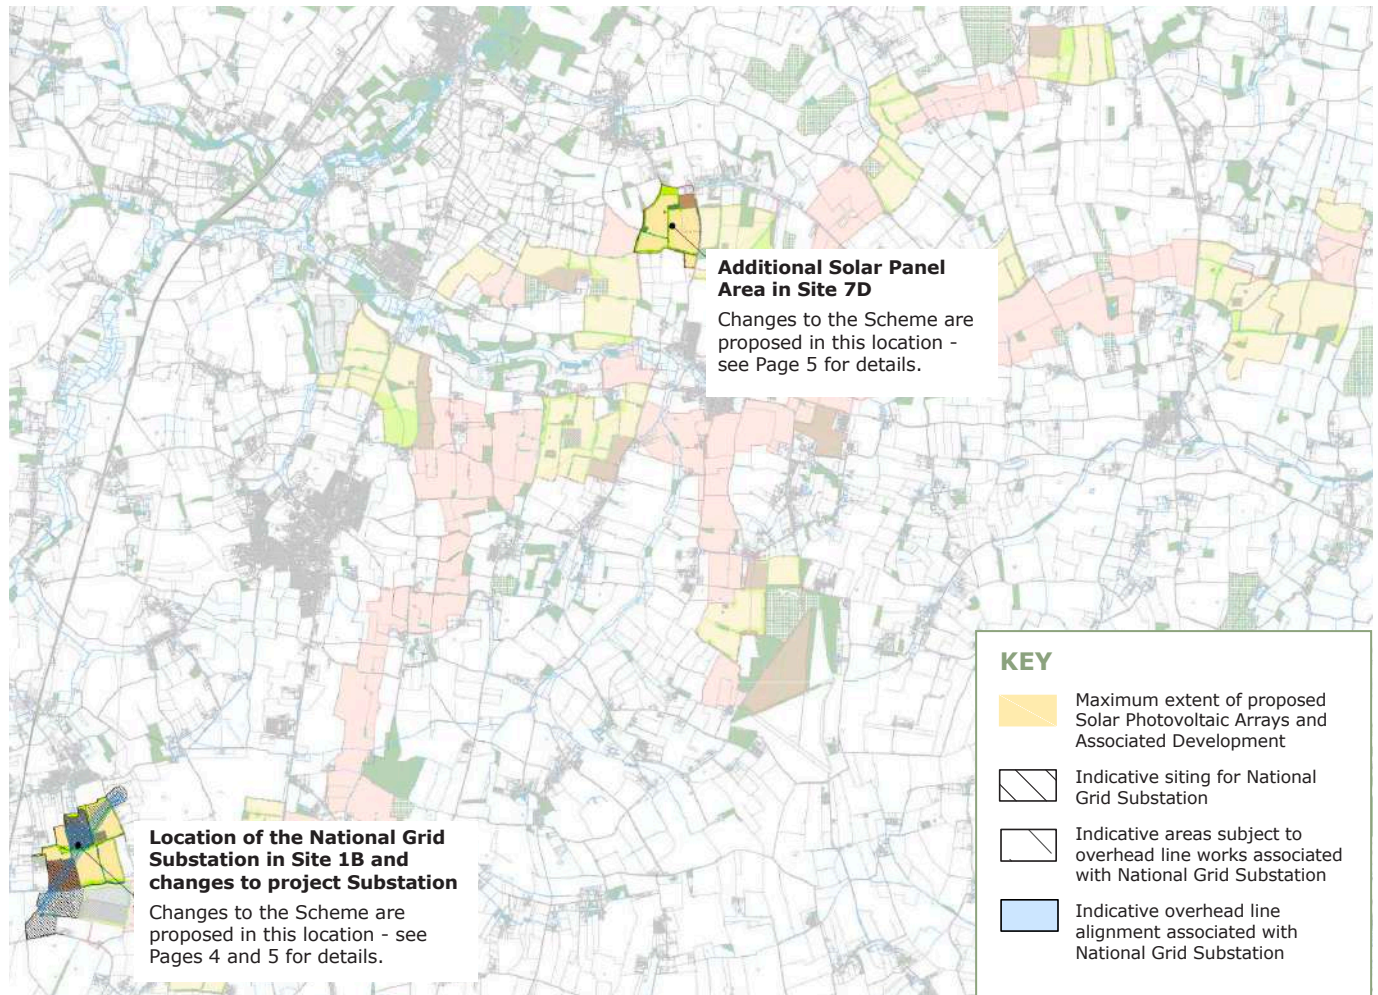 Additional Solar Panel
Area in Site 7D
Changes to the Scheme are
proposed in this location -
see Page 5 for details.
Location of the National Grid
Substation in Site 1B and
changes to project Substation
Changes to the Scheme are
proposed in this location - see
Pages 4 and 5 for details.
KEY
Maximum extent of proposed
Solar Photovoltaic Arrays and
Associated Development
Indicative siting for National
Grid Substation
Indicative areas subject to
overhead line works associated
with National Grid Substation
Indicative overhead line
alignment associated with
National Grid Substation